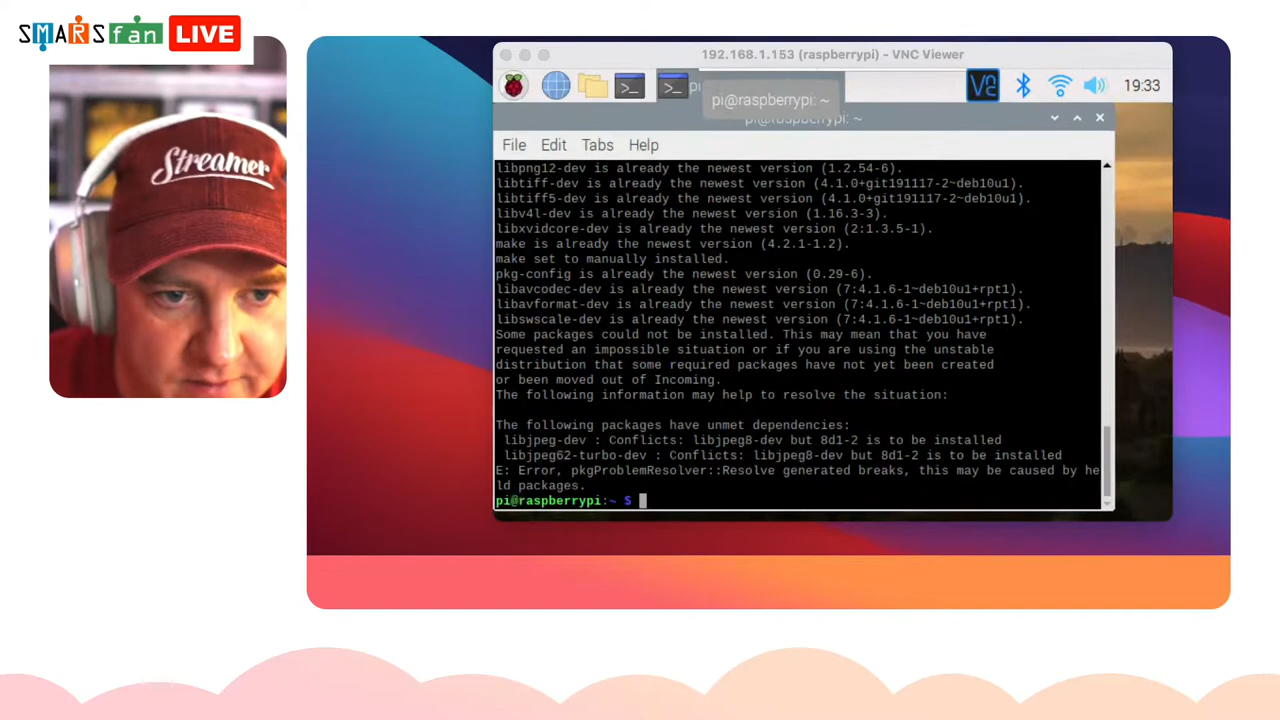 SMARSfan LIVE
Streamer
192.168.1.153 (raspberrypi) – VNC Viewer
>_ >_ pi VE 19:33
pi@raspberrypi: ~
pi@raspberrypi: ~
File Edit Tabs Help
libpng12-dev is already the newest version (1.2.54-6).
libtiff-dev is already the newest version (4.1.0+git191117-2~deb10u1).
libtiff5-dev is already the newest version (4.1.0+git191117-2~deb10u1).
libv4l-dev is already the newest version (1.16.3-3).
libxvidcore-dev is already the newest version (2:1.3.5-1).
make is already the newest version (4.2.1-1.2).
make set to manually installed.
pkg-config is already the newest version (0.29-6).
libavcodec-dev is already the newest version (7:4.1.6-1~deb10u1+rpt1).
libavformat-dev is already the newest version (7:4.1.6-1~deb10u1+rpt1).
libswscale-dev is already the newest version (7:4.1.6-1~deb10u1+rpt1).
Some packages could not be installed. This may mean that you have
requested an impossible situation or if you are using the unstable
distribution that some required packages have not yet been created
or been moved out of Incoming.
The following information may help to resolve the situation:
The following packages have unmet dependencies:
libjpeg-dev : Conflicts: libjpeg8-dev but 8d1-2 is to be installed
libjpeg62-turbo-dev : Conflicts: libjpeg8-dev but 8d1-2 is to be installed
E: Error, pkgProblemResolver::Resolve generated breaks, this may be caused by he
ld packages.
pi@raspberrypi:~ $